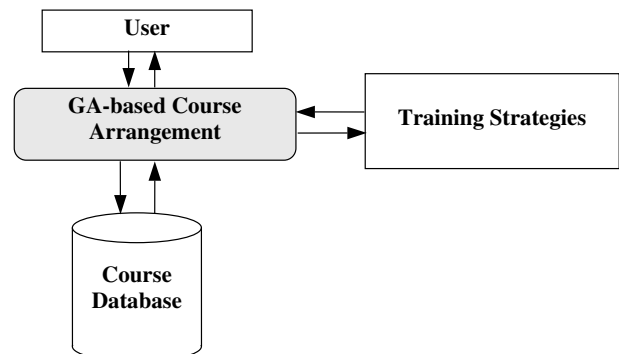 User
GA-based Course
Arrangement
Training Strategies
Course
Database